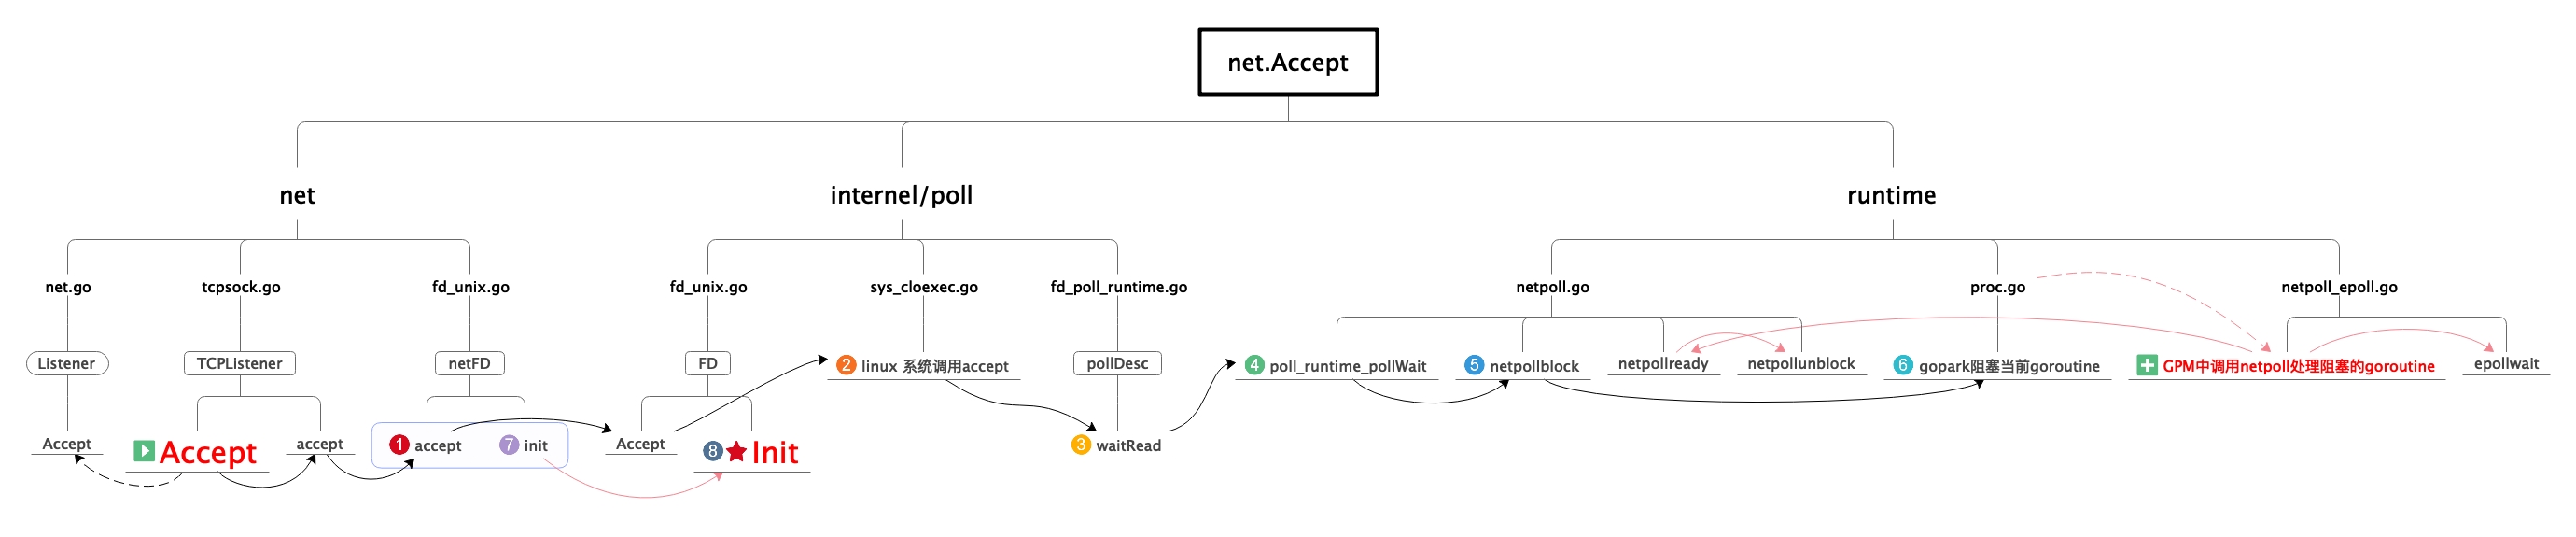 net.Accept
net
internal/poll
runtime
net.go
tcpsock.go
fd_unix.go
fd_unix.go
sys_cloexec.go
fd_poll_runtime.go
netpoll.go
proc.go
netpoll_epoll.go
Listener
TCPListener
netFD
FD
2 linux 系统调用accept
pollDesc
4 poll_runtime_pollWait
5 netpollblock
netpollready
netpollunblock
6 gopark阻塞当前goroutine
GPM中调用netpoll处理阻塞的goroutine
epollwait
Accept
Accept
accept
1 accept
7 init
Accept
8 Init
3 waitRead